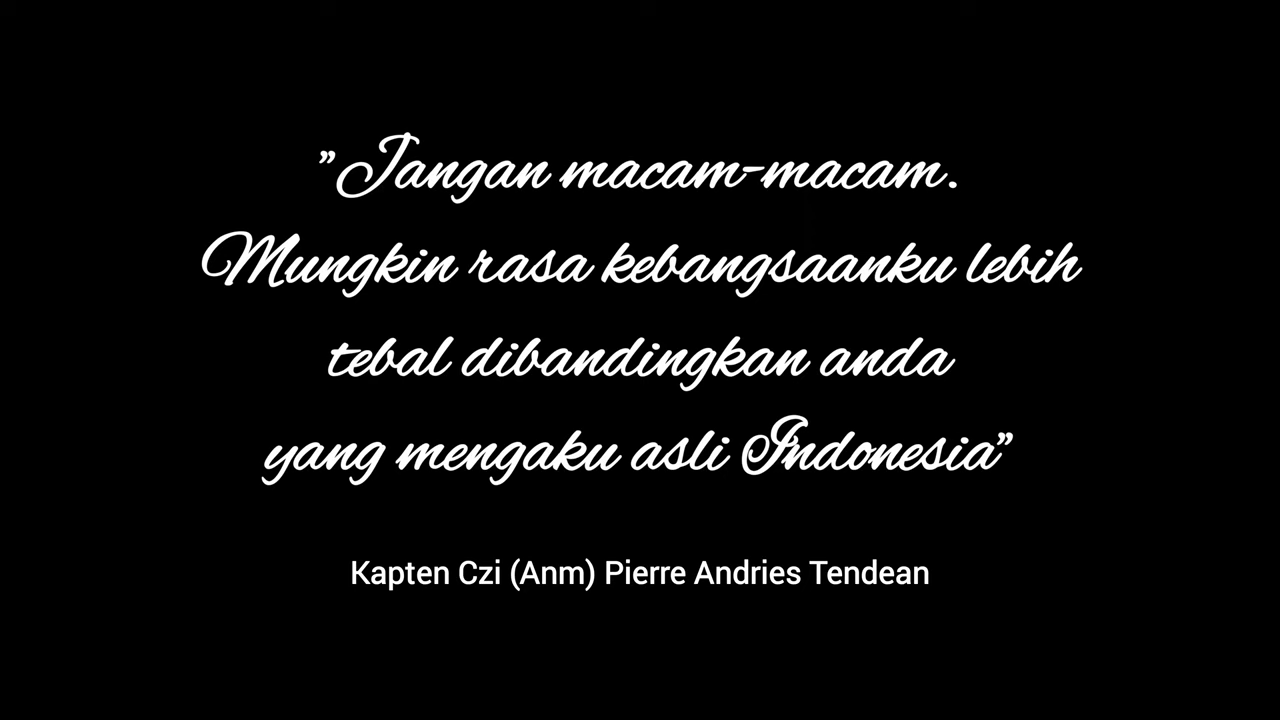 ”Jangan macam-macam.
Mungkin rasa kebangsaanku lebih
tebal dibandingkan anda
yang mengaku asli Indonesia”
Kapten Czi (Anm) Pierre Andries Tendean